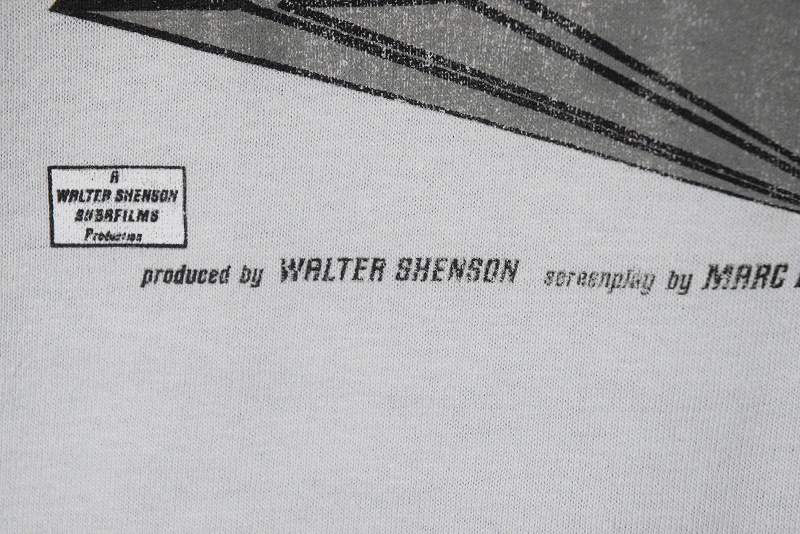 A
WALTER SHENSON
SUBAFILMS
Production
produced by WALTER SHENSON screenplay by MARC